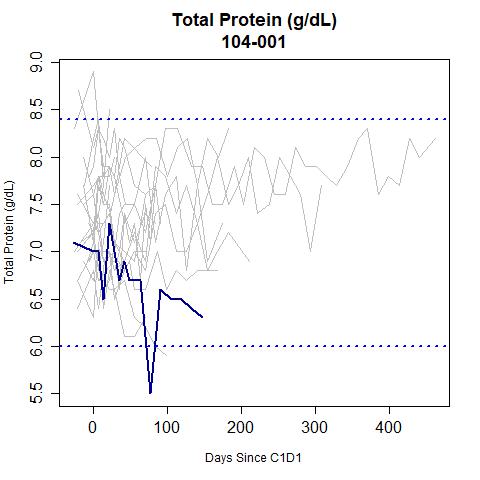 Total Protein (g/dL)
104-001
Total Protein (g/dL)
9.0
8.5
8.0
7.5
7.0
6.5
6.0
5.5
0 100 200 300 400
Days Since C1D1